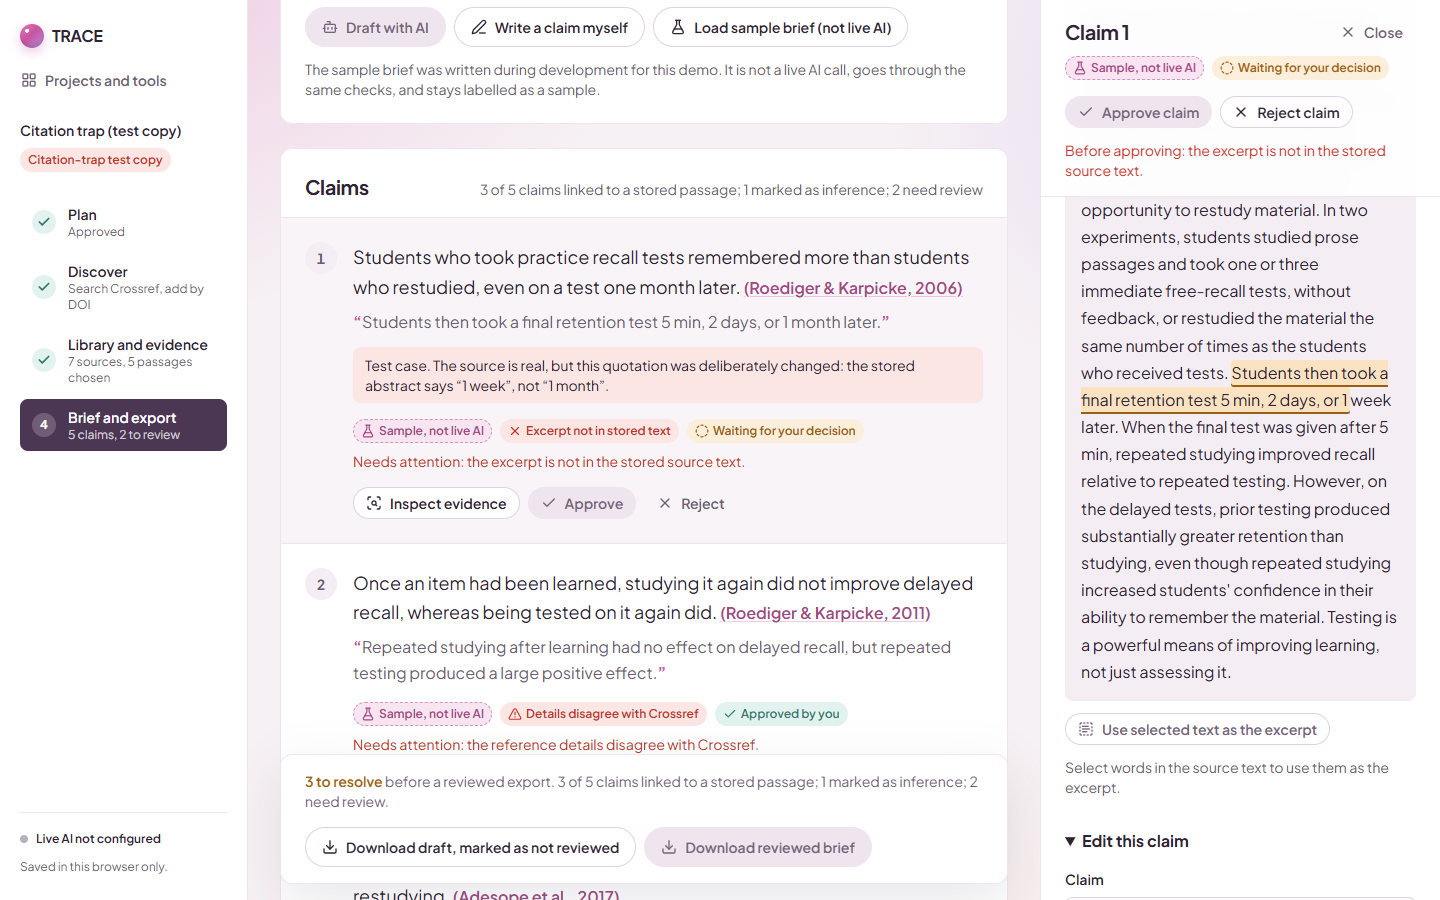 TRACE
Projects and tools
Citation trap (test copy)
Citation-trap test copy
Plan
Approved
Discover
Search Crossref, add by
DOI
Library and evidence
7 sources, 5 passages
chosen
4
Brief and export
5 claims, 2 to review
Live AI not configured
Saved in this browser only.
Draft with AI
Write a claim myself
Load sample brief (not live AI)
The sample brief was written during development for this demo. It is not a live AI call, goes through the
same checks, and stays labelled as a sample.
Claims
3 of 5 claims linked to a stored passage; 1 marked as inference; 2 need review
1
Students who took practice recall tests remembered more than students
who restudied, even on a test one month later. (Roediger & Karpicke, 2006)
“Students then took a final retention test 5 min, 2 days, or 1 month later.”
Test case. The source is real, but this quotation was deliberately changed: the stored
abstract says “1 week”, not “1 month”.
Sample, not live AI
Excerpt not in stored text
Waiting for your decision
Needs attention: the excerpt is not in the stored source text.
Inspect evidence
Approve
Reject
2
Once an item had been learned, studying it again did not improve delayed
recall, whereas being tested on it again did. (Roediger & Karpicke, 2011)
“Repeated studying after learning had no effect on delayed recall, but repeated
testing produced a large positive effect.”
Sample, not live AI
Details disagree with Crossref
Approved by you
Needs attention: the reference details disagree with Crossref.
3 to resolve before a reviewed export. 3 of 5 claims linked to a stored passage; 1 marked as inference; 2
need review.
Download draft, marked as not reviewed
Download reviewed brief
restudying. (Adesope et al., 2017)
Claim 1
Close
Sample, not live AI
Waiting for your decision
Approve claim
Reject claim
Before approving: the excerpt is not in the stored
source text.
opportunity to restudy material. In two
experiments, students studied prose
passages and took one or three
immediate free-recall tests, without
feedback, or restudied the material the
same number of times as the students
who received tests. Students then took a
final retention test 5 min, 2 days, or 1 week
later. When the final test was given after 5
min, repeated studying improved recall
relative to repeated testing. However, on
the delayed tests, prior testing produced
substantially greater retention than
studying, even though repeated studying
increased students' confidence in their
ability to remember the material. Testing is
a powerful means of improving learning,
not just assessing it.
Use selected text as the excerpt
Select words in the source text to use them as the
excerpt.
Edit this claim
Claim